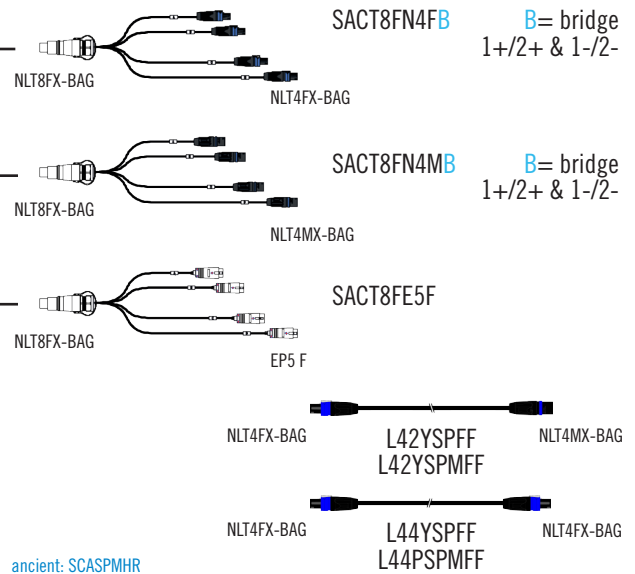 SACT8FN4FB B= bridge
1+/2+ & 1-/2-
NLT8FX-BAG
NLT4FX-BAG
SACT8FN4MB B= bridge
1+/2+ & 1-/2-
NLT8FX-BAG
NLT4MX-BAG
SACT8FE5F
NLT8FX-BAG
EP5 F
NLT4FX-BAG L42YSPFF NLT4MX-BAG
L42YSPMFF
NLT4FX-BAG L44YSPFF NLT4FX-BAG
L44PSPMFF
ancient: SCASPMHR